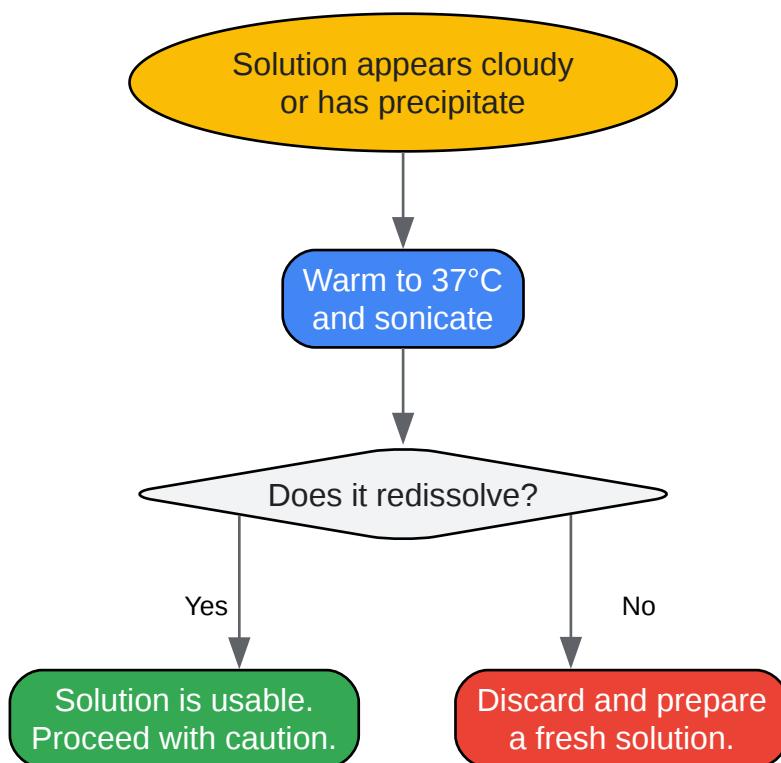 Solution appears cloudy
or has precipitate
Warm to 37°C
and sonicate
Does it redissolve?
Yes
No
Solution is usable.
Proceed with caution.
Discard and prepare
a fresh solution.